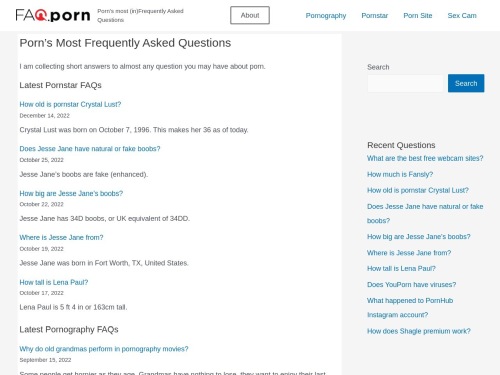 FAQ.porn
Porn's most (in)Frequently Asked
Questions
About
Pornography
Pornstar
Porn Site
Sex Cam
Porn's Most Frequently Asked Questions
I am collecting short answers to almost any question you may have about porn.
Latest Pornstar FAQs
How old is pornstar Crystal Lust?
December 14, 2022
Crystal Lust was born on October 7, 1996. This makes her 36 as of today.
Does Jesse Jane have natural or fake boobs?
October 25, 2022
Jesse Jane's boobs are fake (enhanced).
How big are Jesse Jane's boobs?
October 22, 2022
Jesse Jane has 34D boobs, or UK equivalent of 34DD.
Where is Jesse Jane from?
October 19, 2022
Jesse Jane was born in Fort Worth, TX, United States.
How tall is Lena Paul?
October 17, 2022
Lena Paul is 5 ft 4 in or 163cm tall.
Latest Pornography FAQs
Why do old grandmas perform in pornography movies?
September 15, 2022
Some people get hornier as they age. Grandmas have nothing to lose, they want to enjoy their last
Search
Search
Recent Questions
What are the best free webcam sites?
How much is Fansly?
How old is pornstar Crystal Lust?
Does Jesse Jane have natural or fake
boobs?
How big are Jesse Jane's boobs?
Where is Jesse Jane from?
How tall is Lena Paul?
Does YouPorn have viruses?
What happened to PornHub
Instagram account?
How does Shagle premium work?